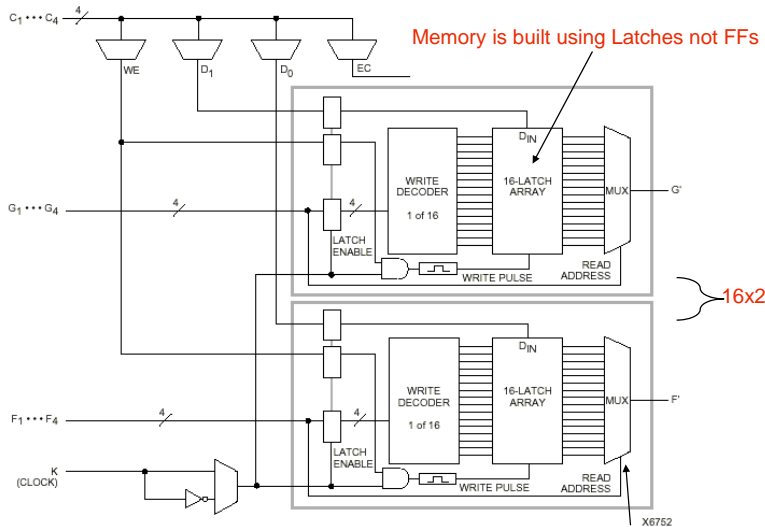 C1 ••• C4
4
Memory is built using Latches not FFs
WE
D1
D0
EC
DIN
WRITE
DECODER
1 of 16
16-LATCH
ARRAY
MUX
G'
G1 ••• G4
4
4
LATCH
ENABLE
WRITE PULSE
READ
ADDRESS
16x2
DIN
WRITE
DECODER
1 of 16
16-LATCH
ARRAY
MUX
F'
F1 ••• F4
4
4
LATCH
ENABLE
K
(CLOCK)
WRITE PULSE
READ
ADDRESS
X6752